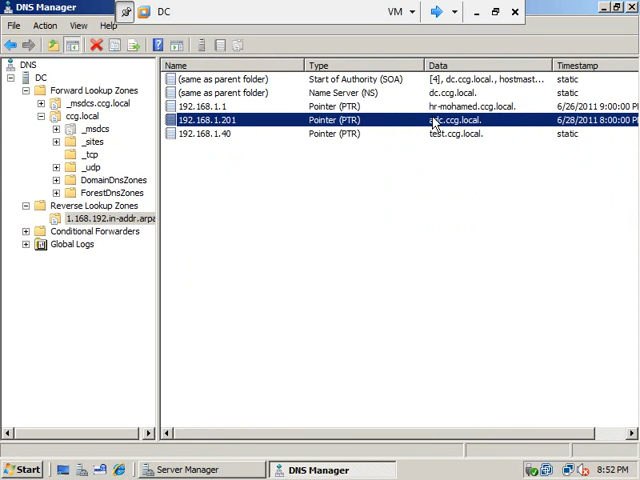 DNS Manager
DC
VM
File Action View Help
DNS
DC
Forward Lookup Zones
_msdcs.ccg.local
ccg.local
_msdcs
_sites
_tcp
_udp
DomainDnsZones
ForestDnsZones
Reverse Lookup Zones
1.168.192.in-addr.arpa
Conditional Forwarders
Global Logs
Name Type Data Timestamp
(same as parent folder) Start of Authority (SOA) [4], dc.ccg.local., hostmast... static
(same as parent folder) Name Server (NS) dc.ccg.local. static
192.168.1.1 Pointer (PTR) hr-mohamed.ccg.local. 6/26/2011 9:00:00 P
192.168.1.201 Pointer (PTR) .ccg.local. 6/28/2011 8:00:00 P
192.168.1.40 Pointer (PTR) test.ccg.local. static
Start Server Manager DNS Manager 8:52 PM